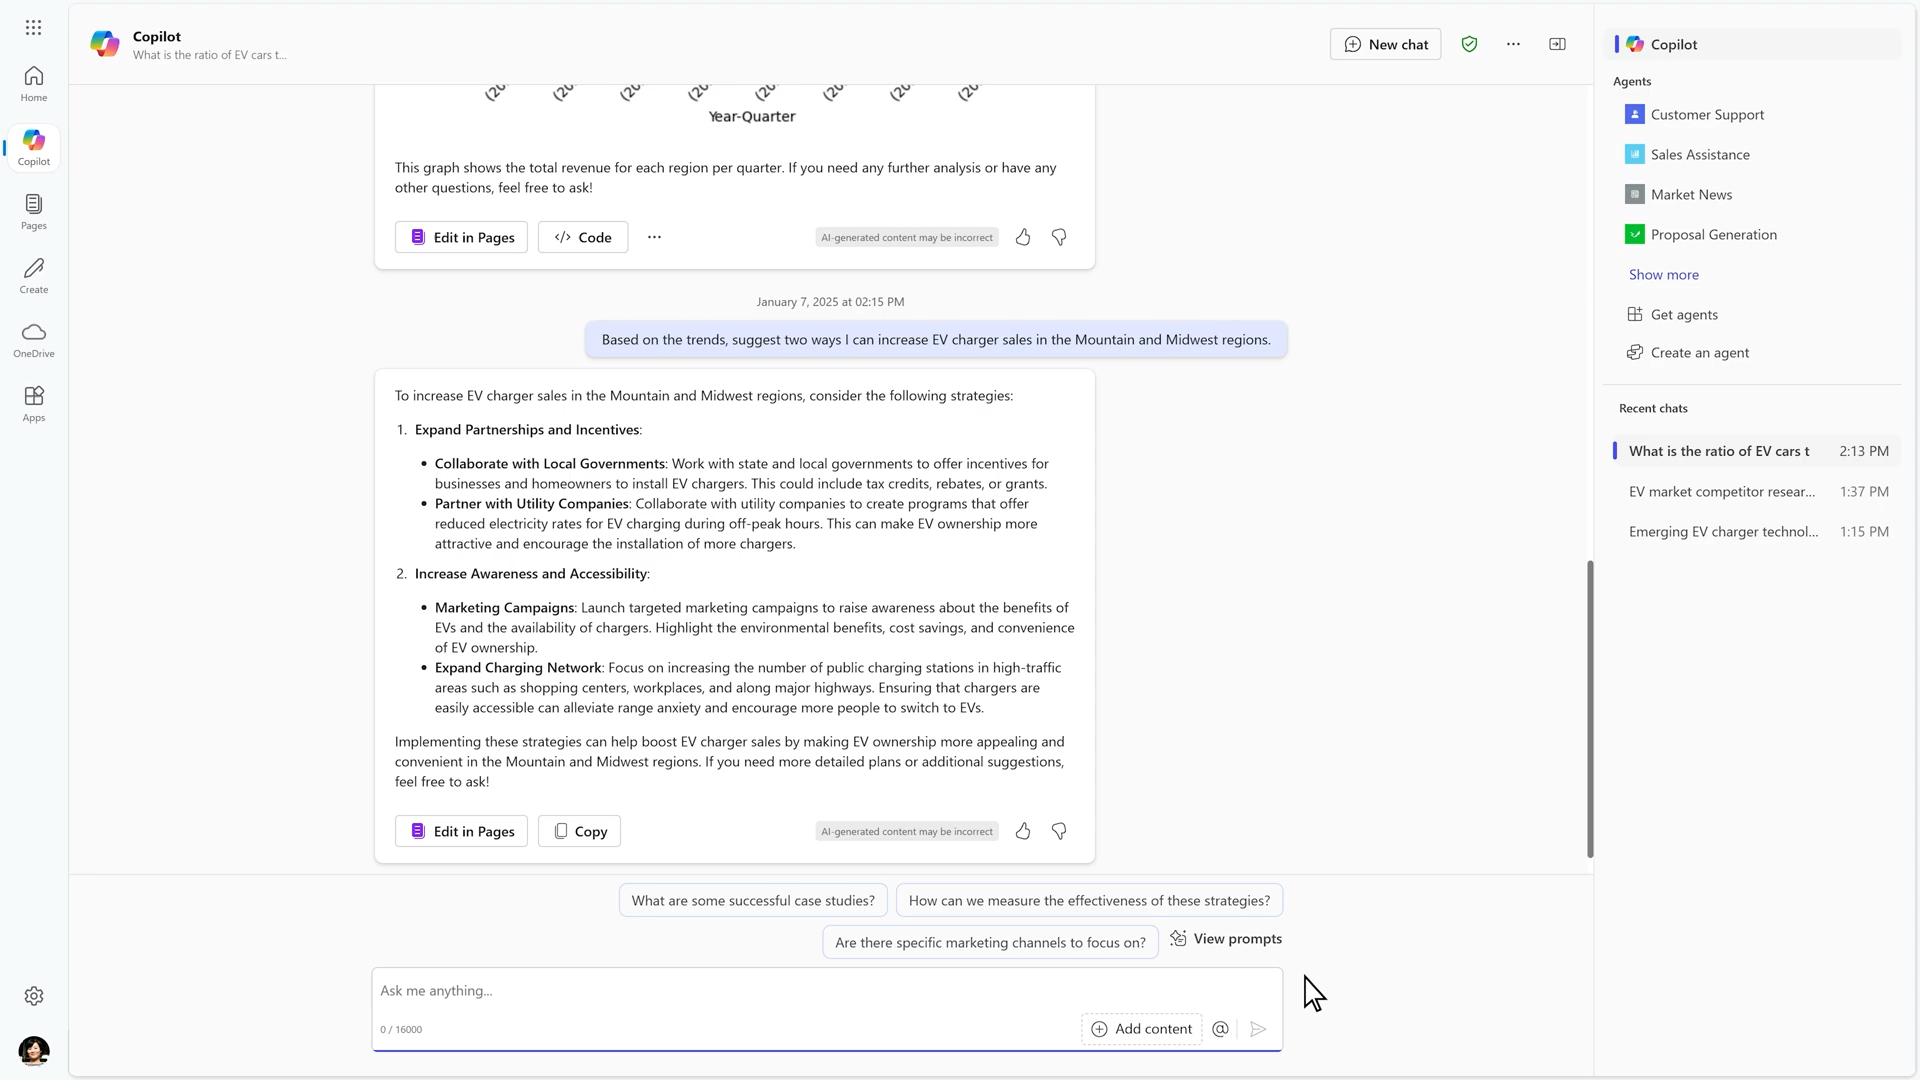 Copilot
What is the ratio of EV cars t...
New chat
Home
Copilot
Pages
Create
OneDrive
Apps
(20
(20
(20
(20
(20
(20
(20
(20
Year-Quarter
This graph shows the total revenue for each region per quarter. If you need any further analysis or have any
other questions, feel free to ask!
Edit in Pages
</> Code
AI-generated content may be incorrect
January 7, 2025 at 02:15 PM
Based on the trends, suggest two ways I can increase EV charger sales in the Mountain and Midwest regions.
To increase EV charger sales in the Mountain and Midwest regions, consider the following strategies:
1. Expand Partnerships and Incentives:
• Collaborate with Local Governments: Work with state and local governments to offer incentives for
businesses and homeowners to install EV chargers. This could include tax credits, rebates, or grants.
• Partner with Utility Companies: Collaborate with utility companies to create programs that offer
reduced electricity rates for EV charging during off-peak hours. This can make EV ownership more
attractive and encourage the installation of more chargers.
2. Increase Awareness and Accessibility:
• Marketing Campaigns: Launch targeted marketing campaigns to raise awareness about the benefits of
EVs and the availability of chargers. Highlight the environmental benefits, cost savings, and convenience
of EV ownership.
• Expand Charging Network: Focus on increasing the number of public charging stations in high-traffic
areas such as shopping centers, workplaces, and along major highways. Ensuring that chargers are
easily accessible can alleviate range anxiety and encourage more people to switch to EVs.
Implementing these strategies can help boost EV charger sales by making EV ownership more appealing and
convenient in the Mountain and Midwest regions. If you need more detailed plans or additional suggestions,
feel free to ask!
Edit in Pages
Copy
AI-generated content may be incorrect
What are some successful case studies?
How can we measure the effectiveness of these strategies?
Are there specific marketing channels to focus on?
View prompts
Ask me anything...
0 / 16000
Add content
Copilot
Agents
Customer Support
Sales Assistance
Market News
Proposal Generation
Show more
Get agents
Create an agent
Recent chats
What is the ratio of EV cars t 2:13 PM
EV market competitor resear... 1:37 PM
Emerging EV charger technol... 1:15 PM